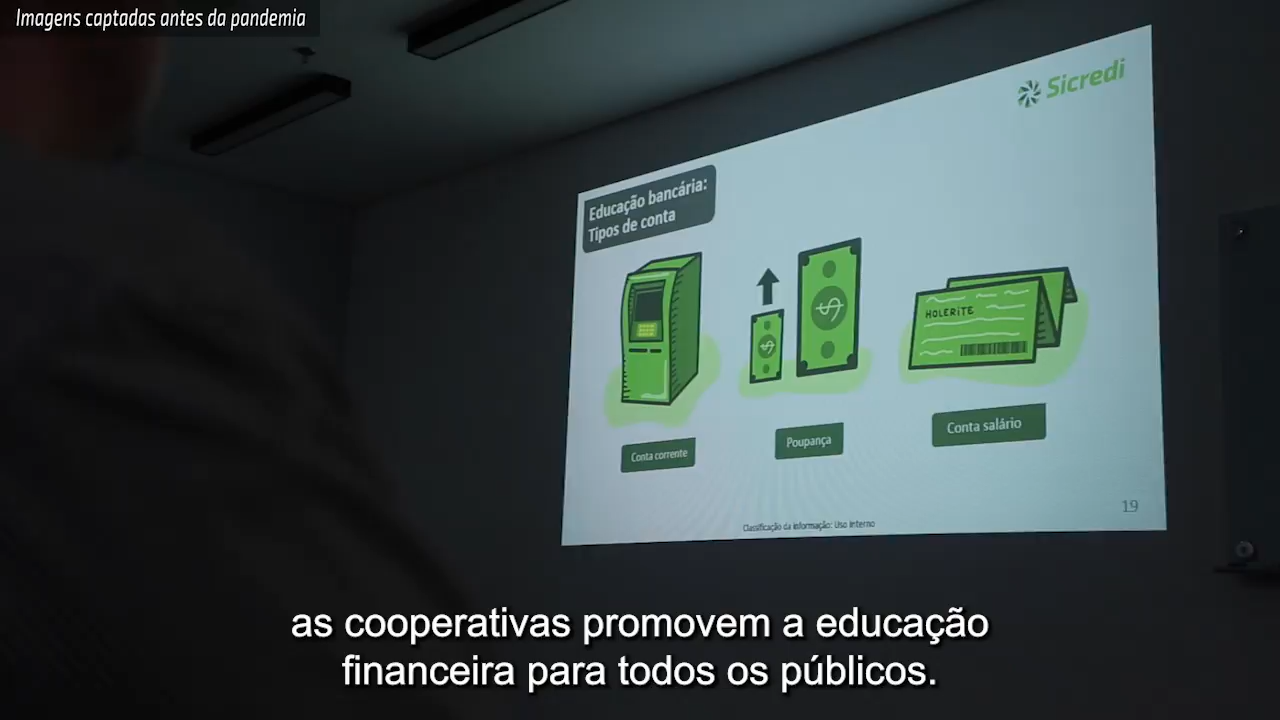 Imagens captadas antes da pandemia
Sicredi
Educação bancária:
Tipos de conta
HOLERITE
Conta corrente
Poupança
Conta salário
19
Classificação da informação: Uso Interno
as cooperativas promovem a educação
financeira para todos os públicos.